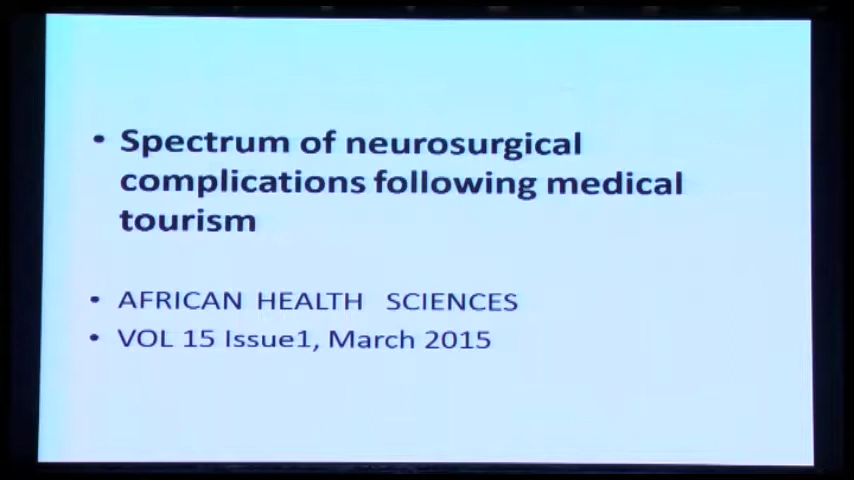 • Spectrum of neurosurgical
complications following medical
tourism
• AFRICAN HEALTH SCIENCES
• VOL 15 Issue1, March 2015